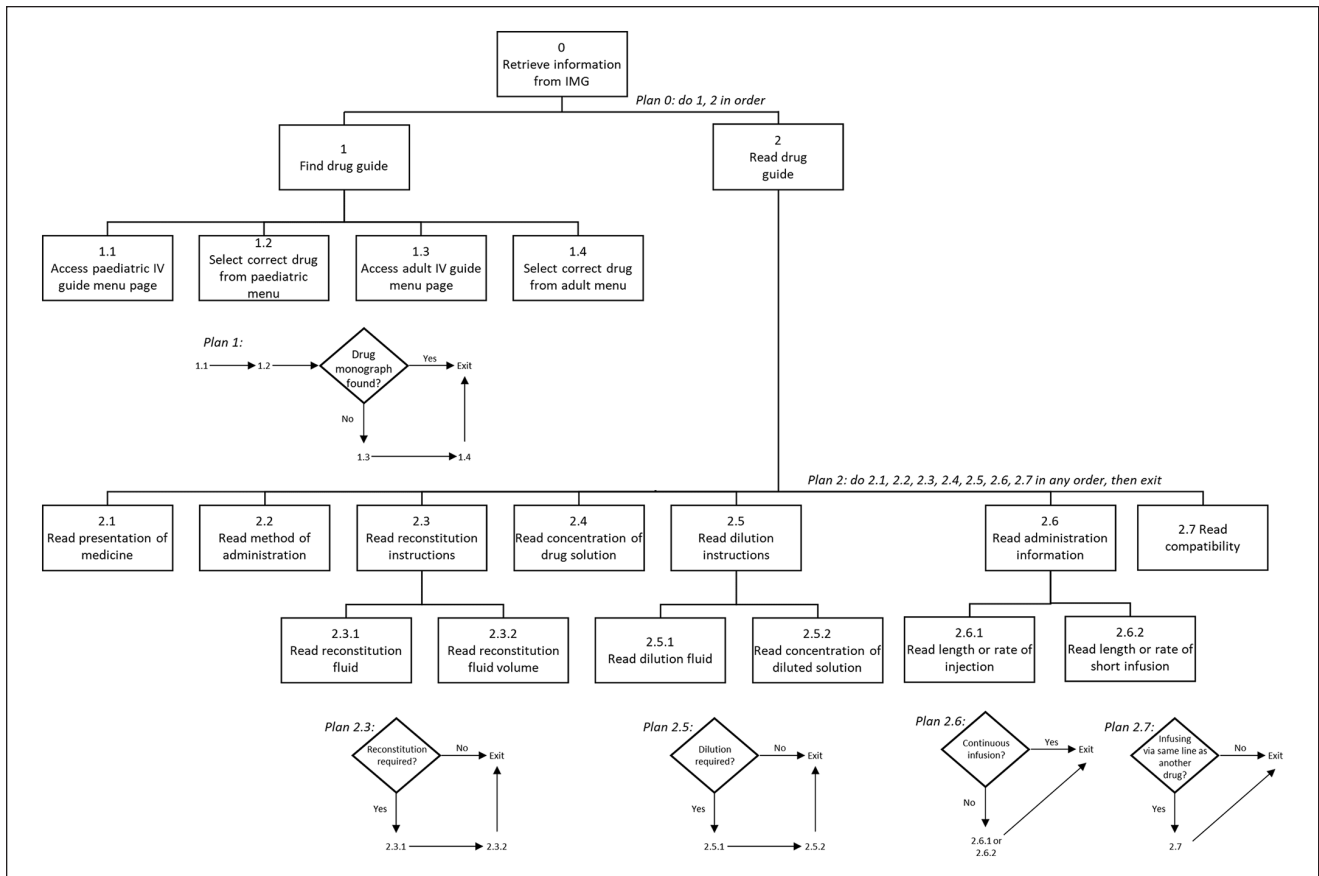 0
Retrieve information
from IMG
Plan 0: do 1, 2 in order
1
Find drug guide
2
Read drug
guide
1.1
Access paediatric IV
guide menu page
1.2
Select correct drug
from paediatric
menu
1.3
Access adult IV guide
menu page
1.4
Select correct drug
from adult menu
Plan 1:
1.1
1.2
Drug
monograph
found?
Yes
Exit
No
1.3
1.4
Plan 2: do 2.1, 2.2, 2.3, 2.4, 2.5, 2.6, 2.7 in any order, then exit
2.1
Read presentation of
medicine
2.2
Read method of
administration
2.3
Read reconstitution
instructions
2.4
Read concentration of
drug solution
2.5
Read dilution
instructions
2.6
Read administration
information
2.7 Read
compatibility
2.3.1
Read reconstitution
fluid
2.3.2
Read reconstitution
fluid volume
2.5.1
Read dilution fluid
2.5.2
Read concentration of
diluted solution
2.6.1
Read length or rate of
injection
2.6.2
Read length or rate of
short infusion
Plan 2.3:
Reconstitution
required?
No
Exit
Yes
2.3.1
2.3.2
Plan 2.5:
Dilution
required?
No
Exit
Yes
2.5.1
2.5.2
Plan 2.6:
Continuous
infusion?
Yes
Exit
No
2.6.1 or
2.6.2
Plan 2.7:
Infusing
via same line as
another
drug?
No
Exit
Yes
2.7